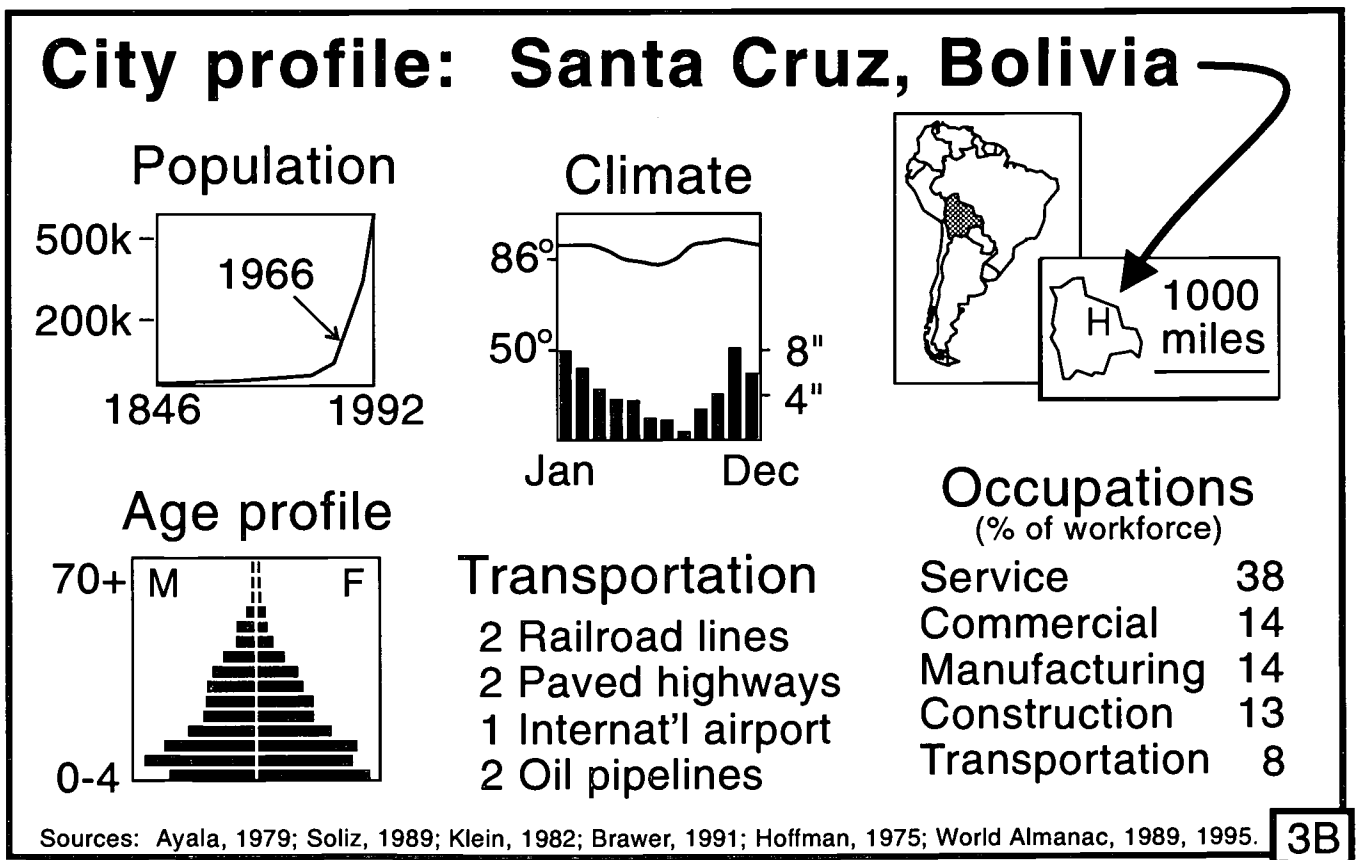 City profile: Santa Cruz, Bolivia
Population
500k
200k
1966
1846
1992
Climate
86°
50°
8"
4"
Jan
Dec
H
1000
miles
Age profile
70+
M
F
0-4
Transportation
2 Railroad lines
2 Paved highways
1 Internat'l airport
2 Oil pipelines
Occupations
(% of workforce)
Service 38
Commercial 14
Manufacturing 14
Construction 13
Transportation 8
Sources: Ayala, 1979; Soliz, 1989; Klein, 1982; Brawer, 1991; Hoffman, 1975; World Almanac, 1989, 1995.
3B